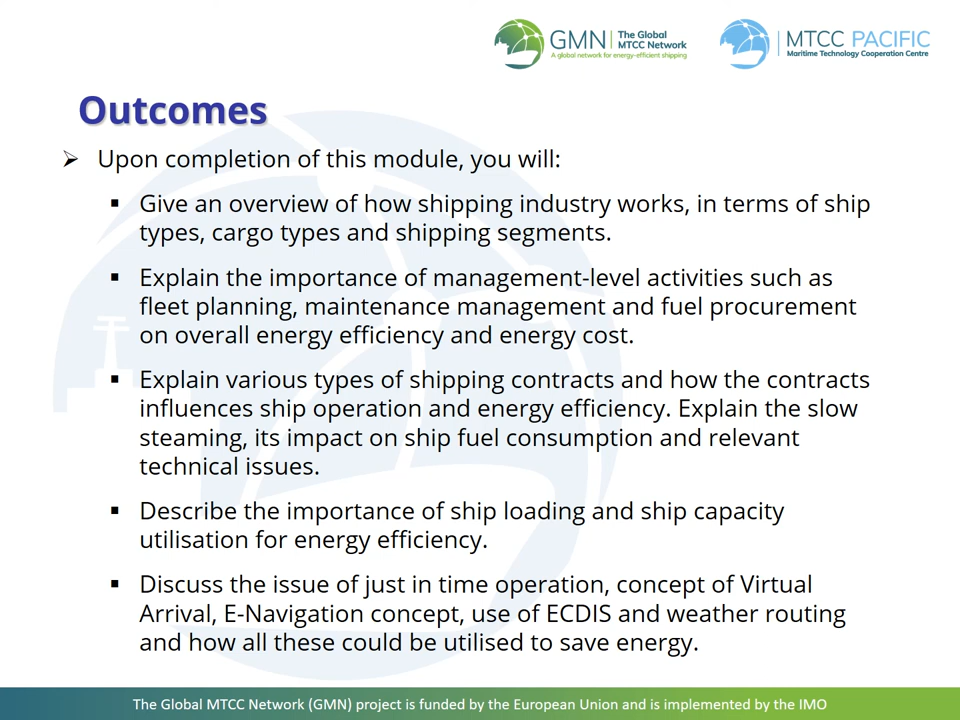 GMN
The Global
MTCC Network
A global network for energy-efficient shipping
MTCC PACIFIC
Maritime Technology Cooperation Centre
Outcomes
Upon completion of this module, you will:
Give an overview of how shipping industry works, in terms of ship
types, cargo types and shipping segments.
Explain the importance of management-level activities such as
fleet planning, maintenance management and fuel procurement
on overall energy efficiency and energy cost.
Explain various types of shipping contracts and how the contracts
influences ship operation and energy efficiency. Explain the slow
steaming, its impact on ship fuel consumption and relevant
technical issues.
Describe the importance of ship loading and ship capacity
utilisation for energy efficiency.
Discuss the issue of just in time operation, concept of Virtual
Arrival, E-Navigation concept, use of ECDIS and weather routing
and how all these could be utilised to save energy.
The Global MTCC Network (GMN) project is funded by the European Union and is implemented by the IMO